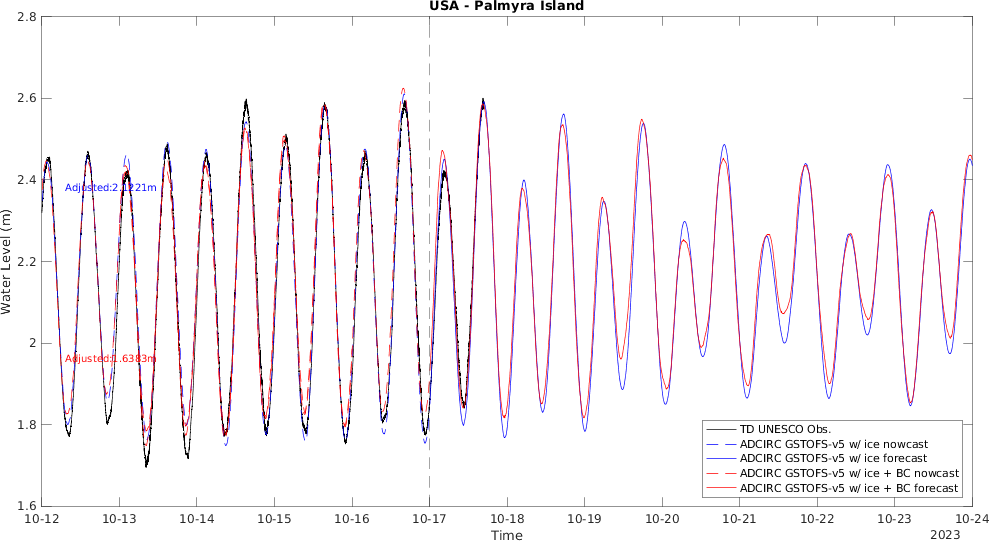 USA - Palmyra Island
2.8
2.6
2.4
2.2
2
1.8
1.6
Water Level (m)
Adjusted:2.1221m
Adjusted:1.6383m
TD UNESCO Obs.
ADCIRC GSTOFS-v5 w/ ice nowcast
ADCIRC GSTOFS-v5 w/ ice forecast
ADCIRC GSTOFS-v5 w/ ice + BC nowcast
ADCIRC GSTOFS-v5 w/ ice + BC forecast
10-12 10-13 10-14 10-15 10-16 10-17 10-18 10-19 10-20 10-21 10-22 10-23 10-24
Time
2023